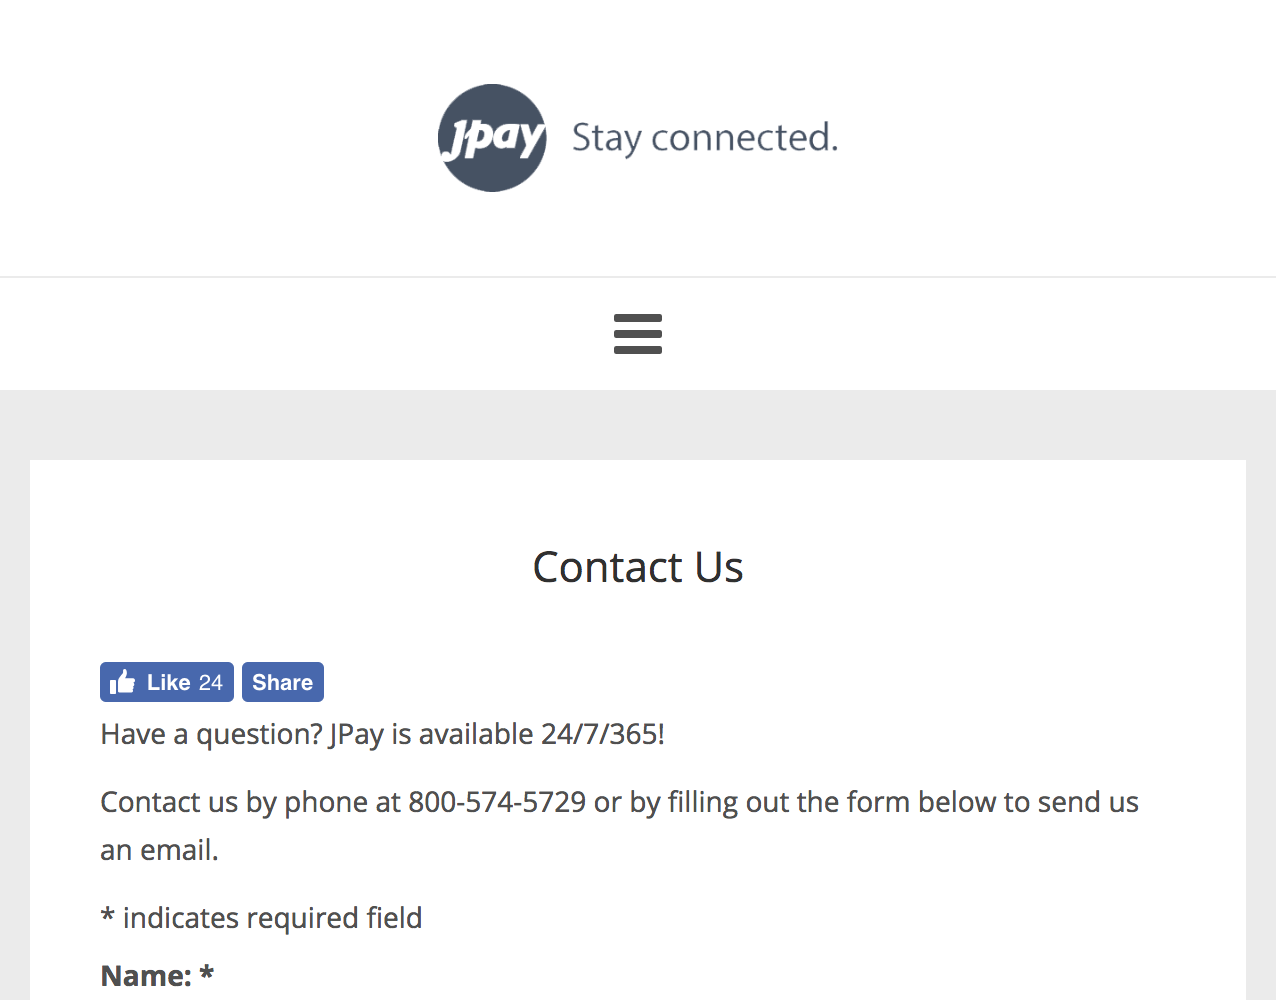 Jpay Stay connected.
Contact Us
Like 24 Share
Have a question? JPay is available 24/7/365!
Contact us by phone at 800-574-5729 or by filling out the form below to send us
an email.
* indicates required field
Name: *